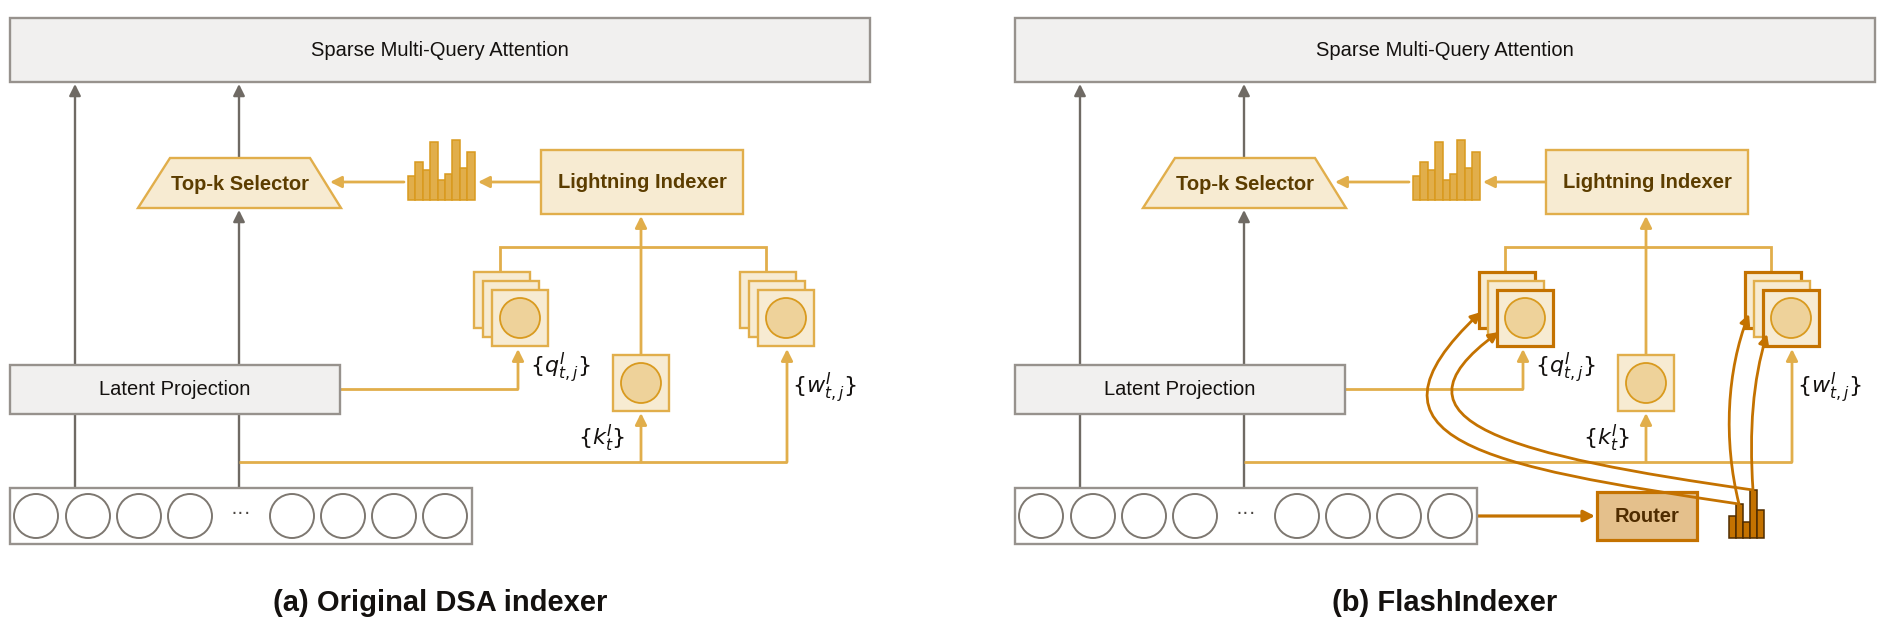 Sparse Multi-Query Attention
Top-k Selector
Lightning Indexer
{q^l_{t,j}}
Latent Projection
{w^l_{t,j}}
{k^l_t}
...
(a) Original DSA indexer
Sparse Multi-Query Attention
Top-k Selector
Lightning Indexer
{q^l_{t,j}}
Latent Projection
{w^l_{t,j}}
{k^l_t}
...
Router
(b) FlashIndexer